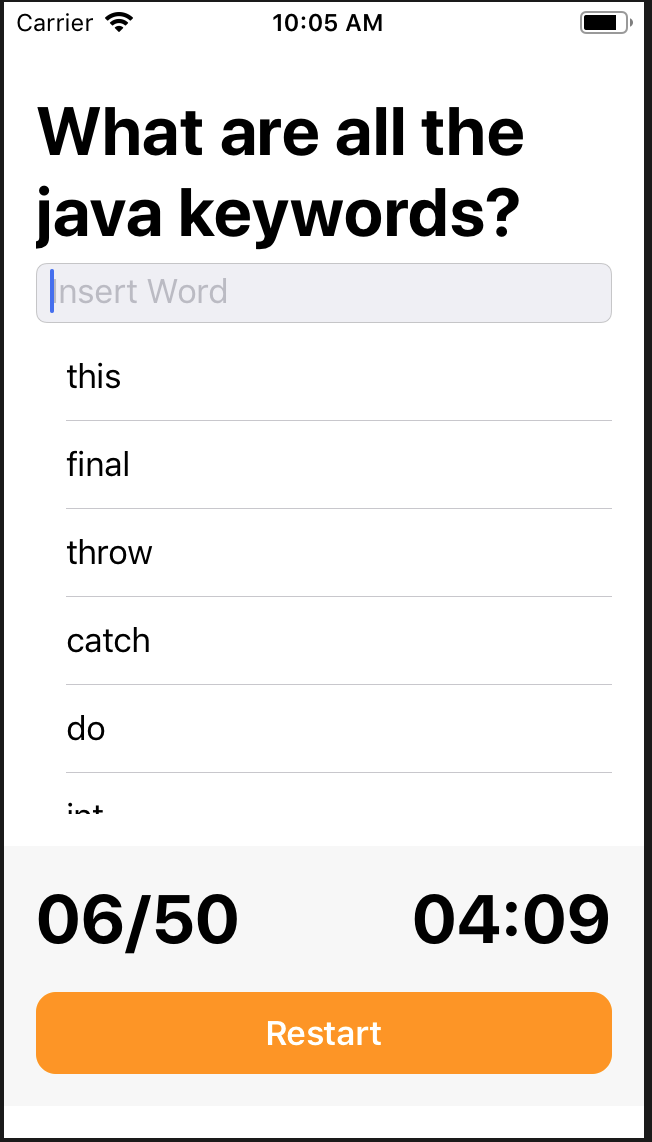 Carrier 10:05 AM
What are all the
java keywords?
Insert Word
this
final
throw
catch
do
int
06/50 04:09
Restart